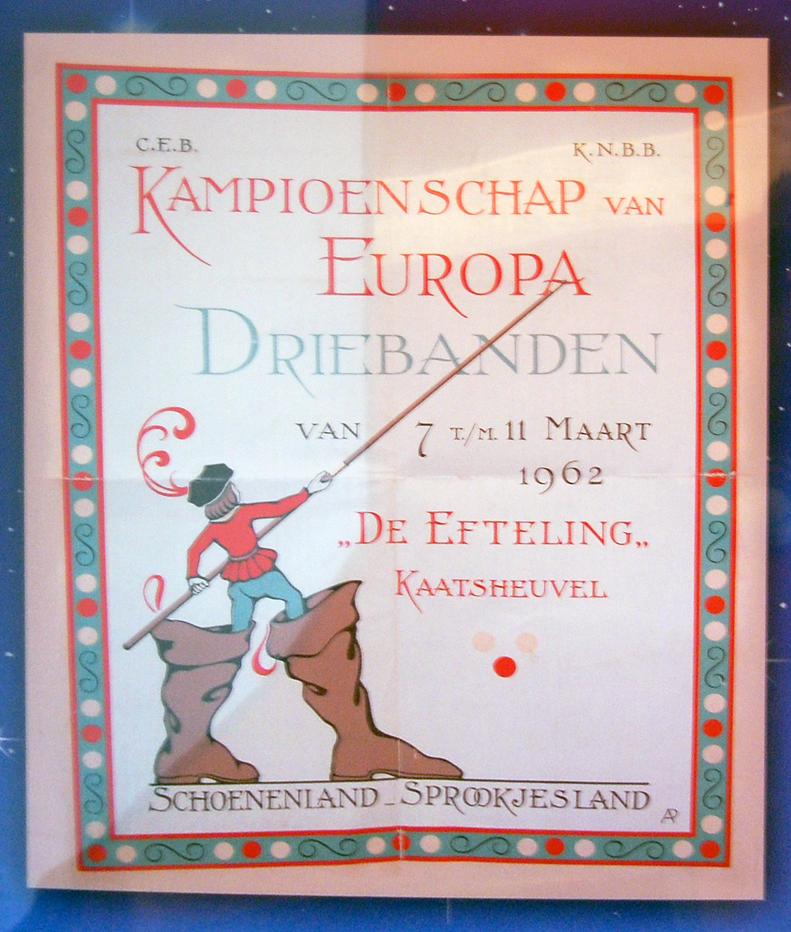 C.E.B. K.N.B.B.
KAMPIOENSCHAP VAN
EUROPA
DRIEBANDEN
VAN 7 T./M. 11 MAART
1962
„DE EFTELING„
KAATSHEUVEL
SCHOENENLAND - SPROOKJESLAND